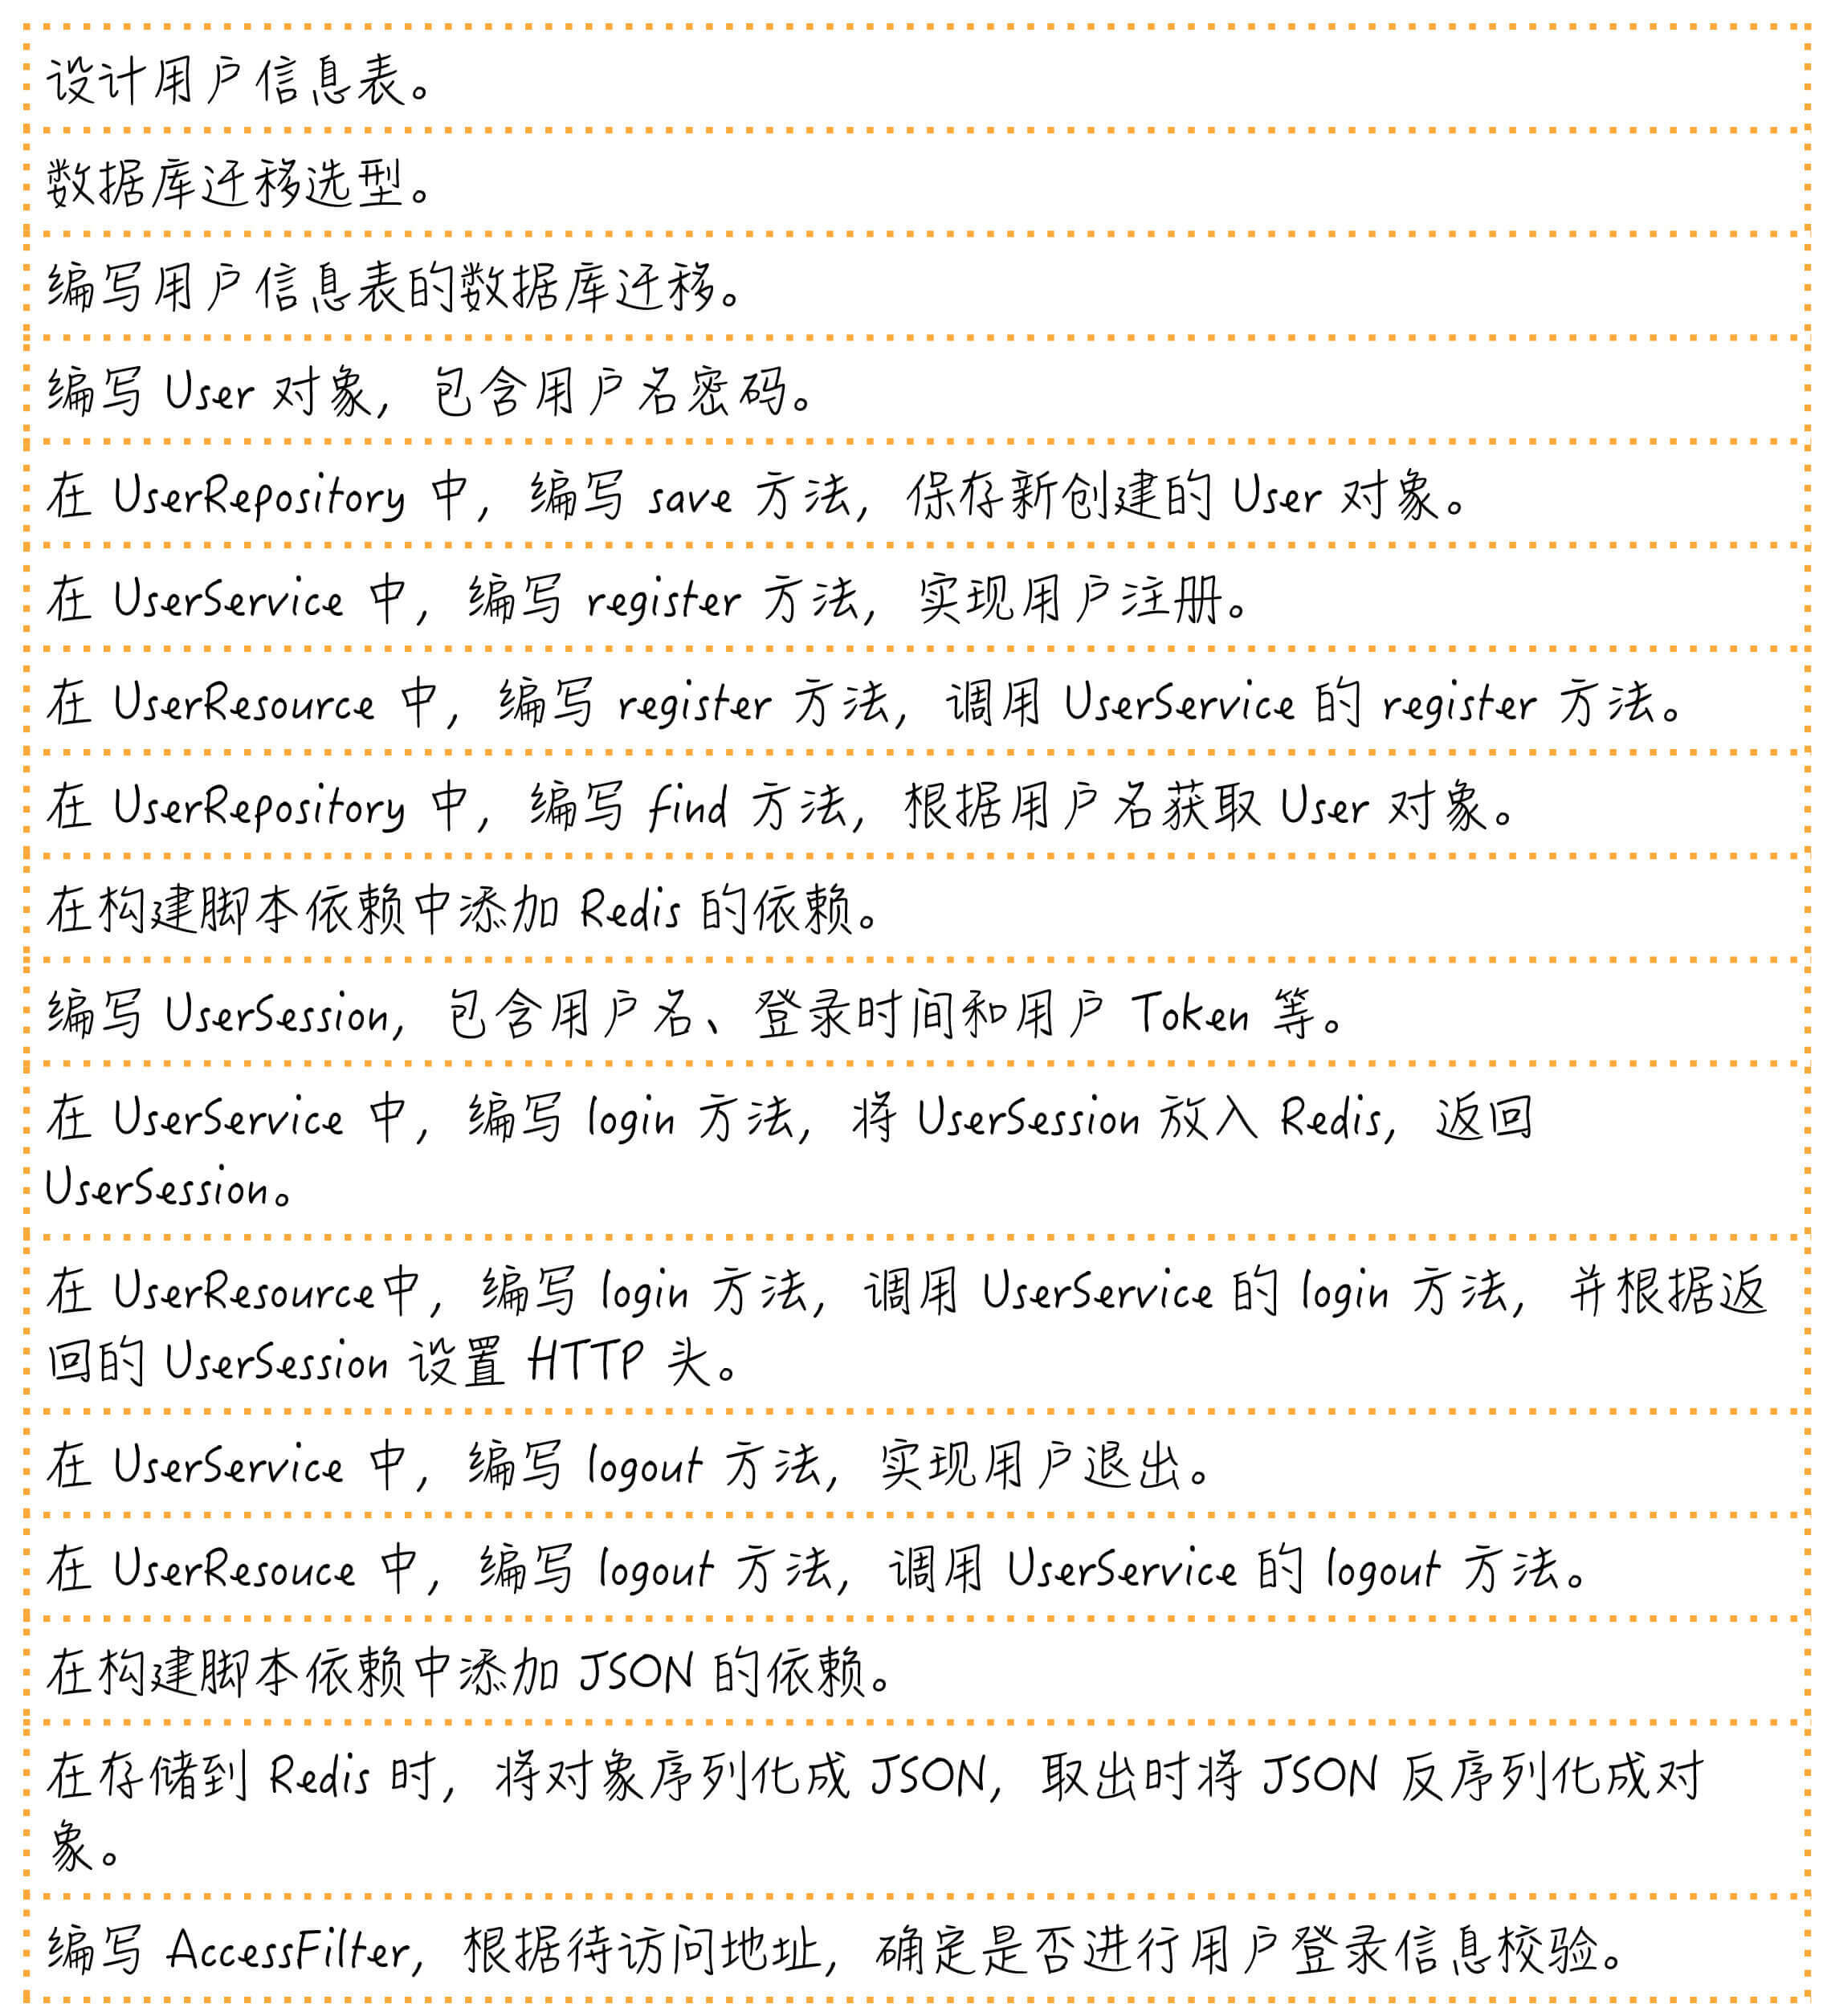 设计用户信息表。
数据库迁移选型。
编写用户信息表的数据库迁移。
编写 User 对象，包含用户名密码。
在 UserRepository 中，编写 save 方法，保存新创建的 User 对象。
在 UserService 中，编写 register 方法，实现用户注册。
在 UserResource 中，编写 register 方法，调用 UserService 的 register 方法。
在 UserRepository 中，编写 find 方法，根据用户名获取 User 对象。
在构建脚本依赖中添加 Redis 的依赖。
编写 UserSession，包含用户名、登录时间和用户 Token 等。
在 UserService 中，编写 login 方法，将 UserSession 放入 Redis，返回
UserSession。
在 UserResource中，编写 login 方法，调用 UserService 的 login 方法，并根据返
回的 UserSession 设置 HTTP 头。
在 UserService 中，编写 logout 方法，实现用户退出。
在 UserResouce 中，编写 logout 方法，调用 UserService 的 logout 方法。
在构建脚本依赖中添加 JSON 的依赖。
在存储到 Redis 时，将对象序列化成 JSON，取出时将 JSON 反序列化成对
象。
编写 AccessFilter，根据待访问地址，确定是否进行用户登录信息校验。